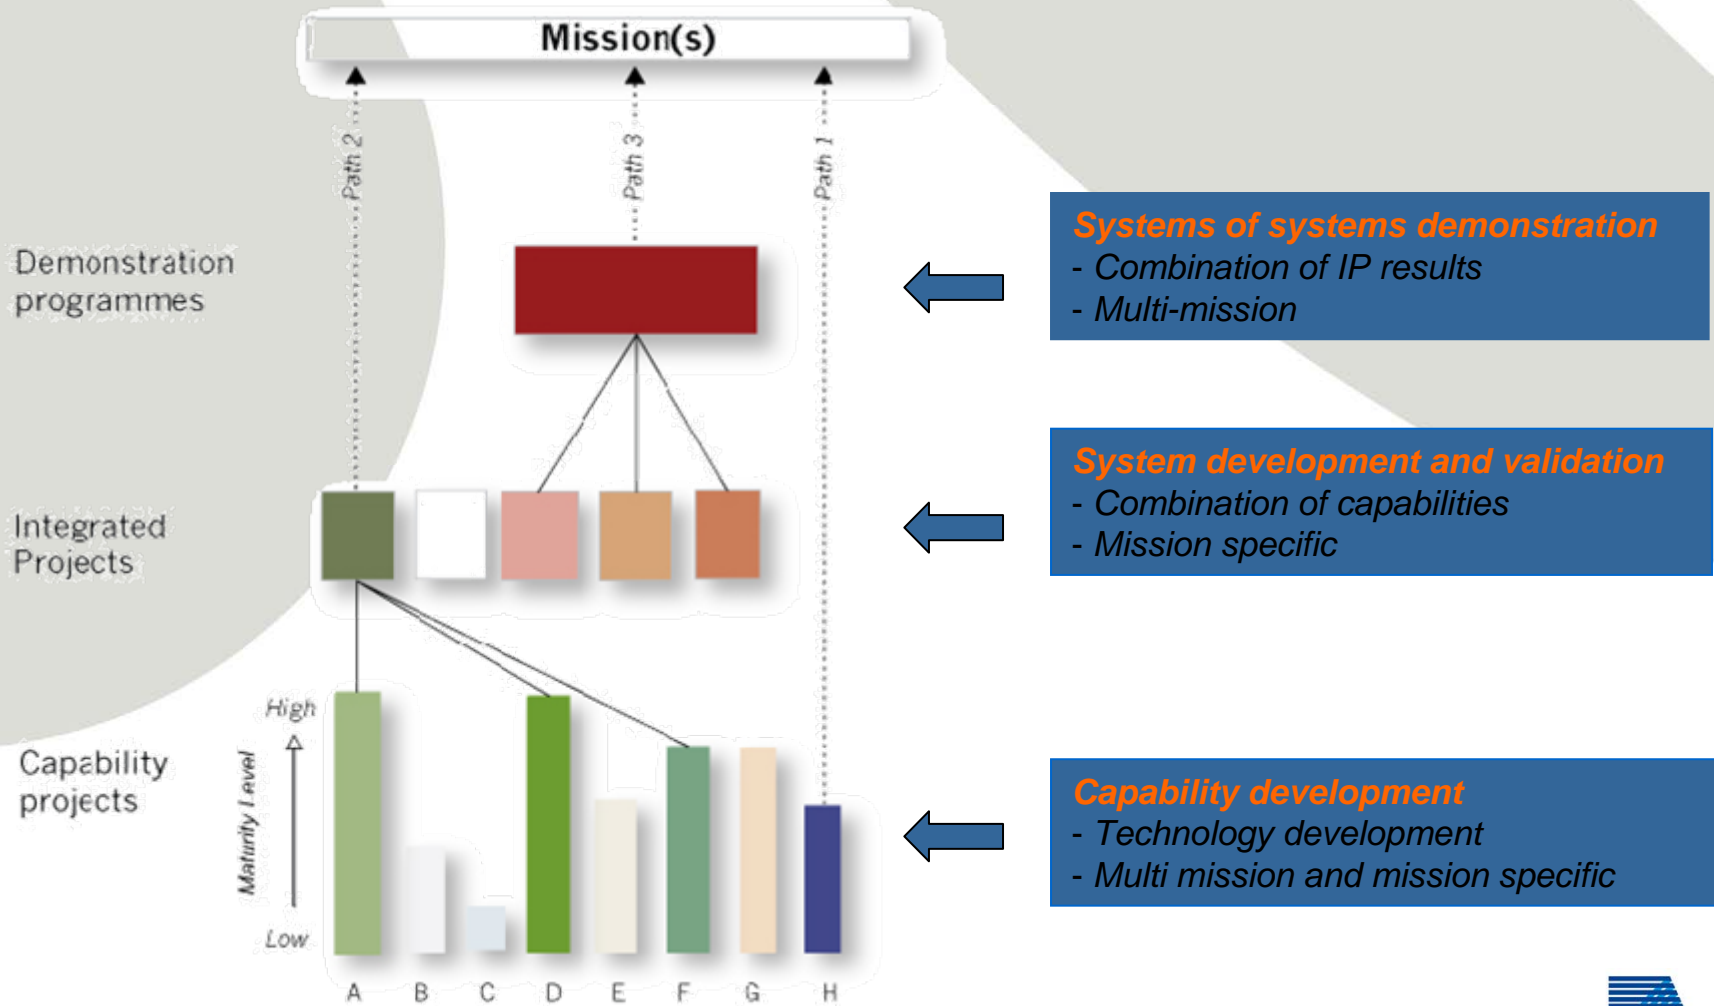 Mission(s)
Path 2
Path 3
Path 1
Demonstration
programmes
Systems of systems demonstration
- Combination of IP results
- Multi-mission
Integrated
Projects
System development and validation
- Combination of capabilities
- Mission specific
Capability
projects
High
Maturity Level
Low
Capability development
- Technology development
- Multi mission and mission specific
A B C D E F G H